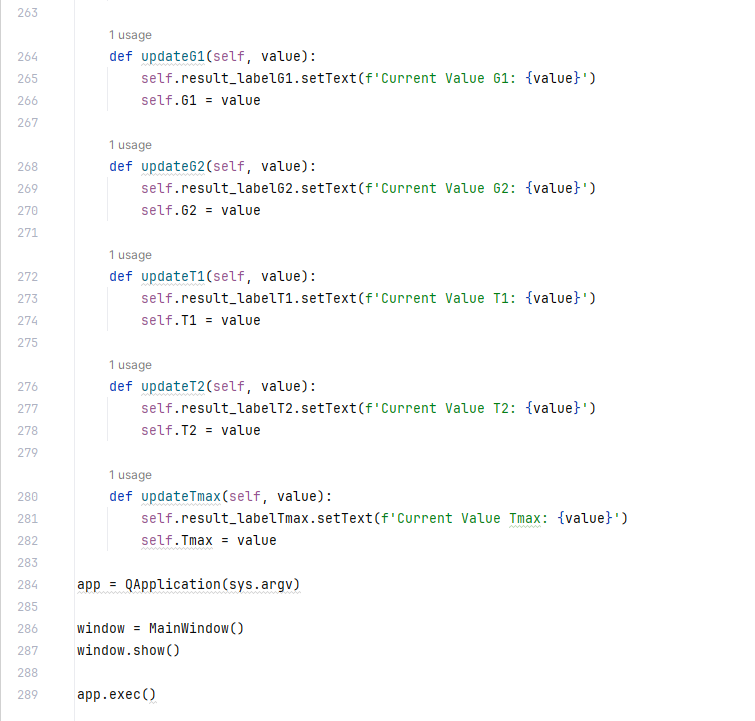 263
1 usage
264 def updateG1(self, value):
265 self.result_labelG1.setText(f'Current Value G1: {value}')
266 self.G1 = value
267
1 usage
268 def updateG2(self, value):
269 self.result_labelG2.setText(f'Current Value G2: {value}')
270 self.G2 = value
271
1 usage
272 def updateT1(self, value):
273 self.result_labelT1.setText(f'Current Value T1: {value}')
274 self.T1 = value
275
1 usage
276 def updateT2(self, value):
277 self.result_labelT2.setText(f'Current Value T2: {value}')
278 self.T2 = value
279
1 usage
280 def updateTmax(self, value):
281 self.result_labelTmax.setText(f'Current Value Tmax: {value}')
282 self.Tmax = value
283
284 app = QApplication(sys.argv)
285
286 window = MainWindow()
287 window.show()
288
289 app.exec()